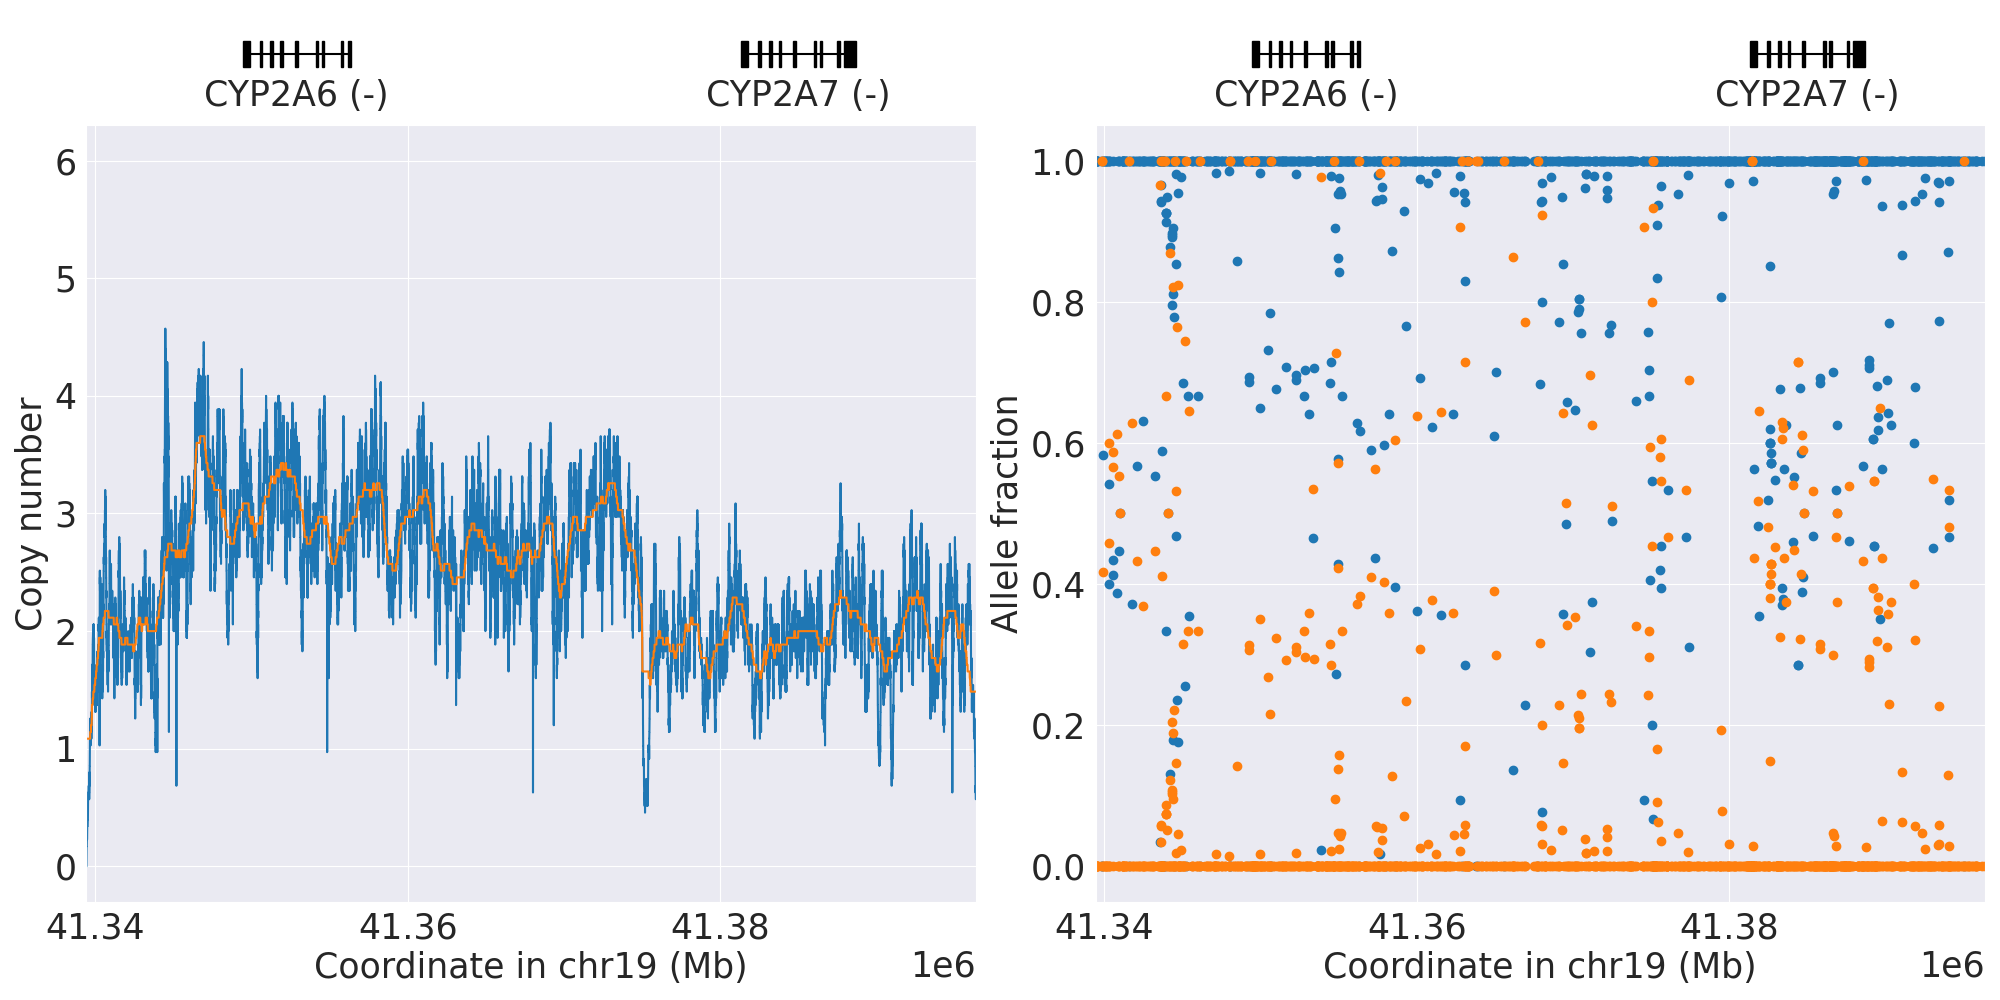 CYP2A6 (-)
CYP2A7 (-)
Copy number
6
5
4
3
2
1
0
41.34
41.36
41.38
Coordinate in chr19 (Mb)
1e6
CYP2A6 (-)
CYP2A7 (-)
Allele fraction
1.0
0.8
0.6
0.4
0.2
0.0
41.34
41.36
41.38
Coordinate in chr19 (Mb)
1e6